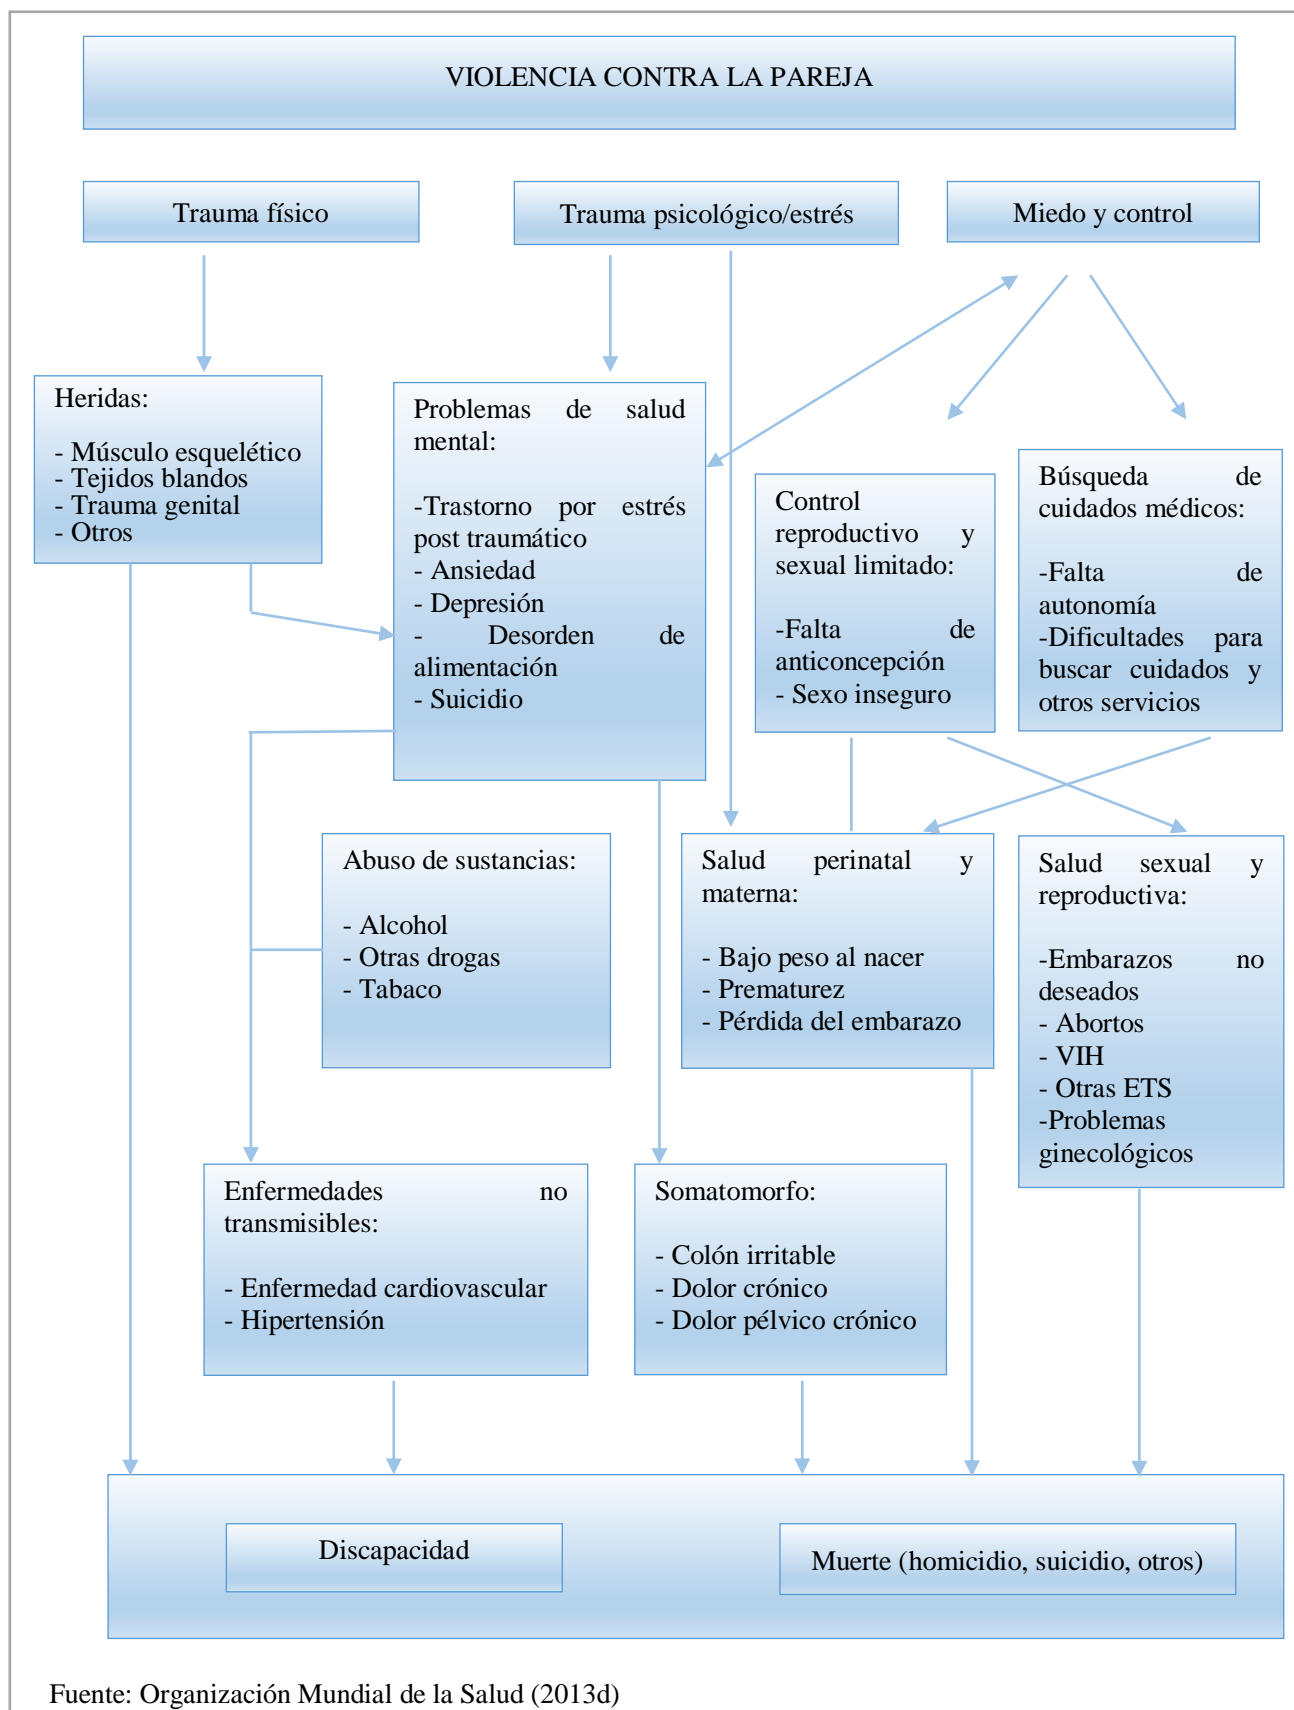 VIOLENCIA CONTRA LA PAREJA
Trauma físico
Trauma psicológico/estrés
Miedo y control
Heridas:
- Músculo esquelético
- Tejidos blandos
- Trauma genital
- Otros
Problemas de salud
mental:
-Trastorno por estrés
post traumático
- Ansiedad
- Depresión
- Desorden de
alimentación
- Suicidio
Control
reproductivo y
sexual limitado:
-Falta de
anticoncepción
- Sexo inseguro
Búsqueda de
cuidados médicos:
-Falta de
autonomía
-Dificultades para
buscar cuidados y
otros servicios
Abuso de sustancias:
- Alcohol
- Otras drogas
- Tabaco
Salud perinatal y
materna:
- Bajo peso al nacer
- Prematurez
- Pérdida del embarazo
Salud sexual y
reproductiva:
-Embarazos no
deseados
- Abortos
- VIH
- Otras ETS
-Problemas
ginecológicos
Enfermedades no
transmisibles:
- Enfermedad cardiovascular
- Hipertensión
Somatomorfo:
- Colón irritable
- Dolor crónico
- Dolor pélvico crónico
Discapacidad
Muerte (homicidio, suicidio, otros)
Fuente: Organización Mundial de la Salud (2013d)